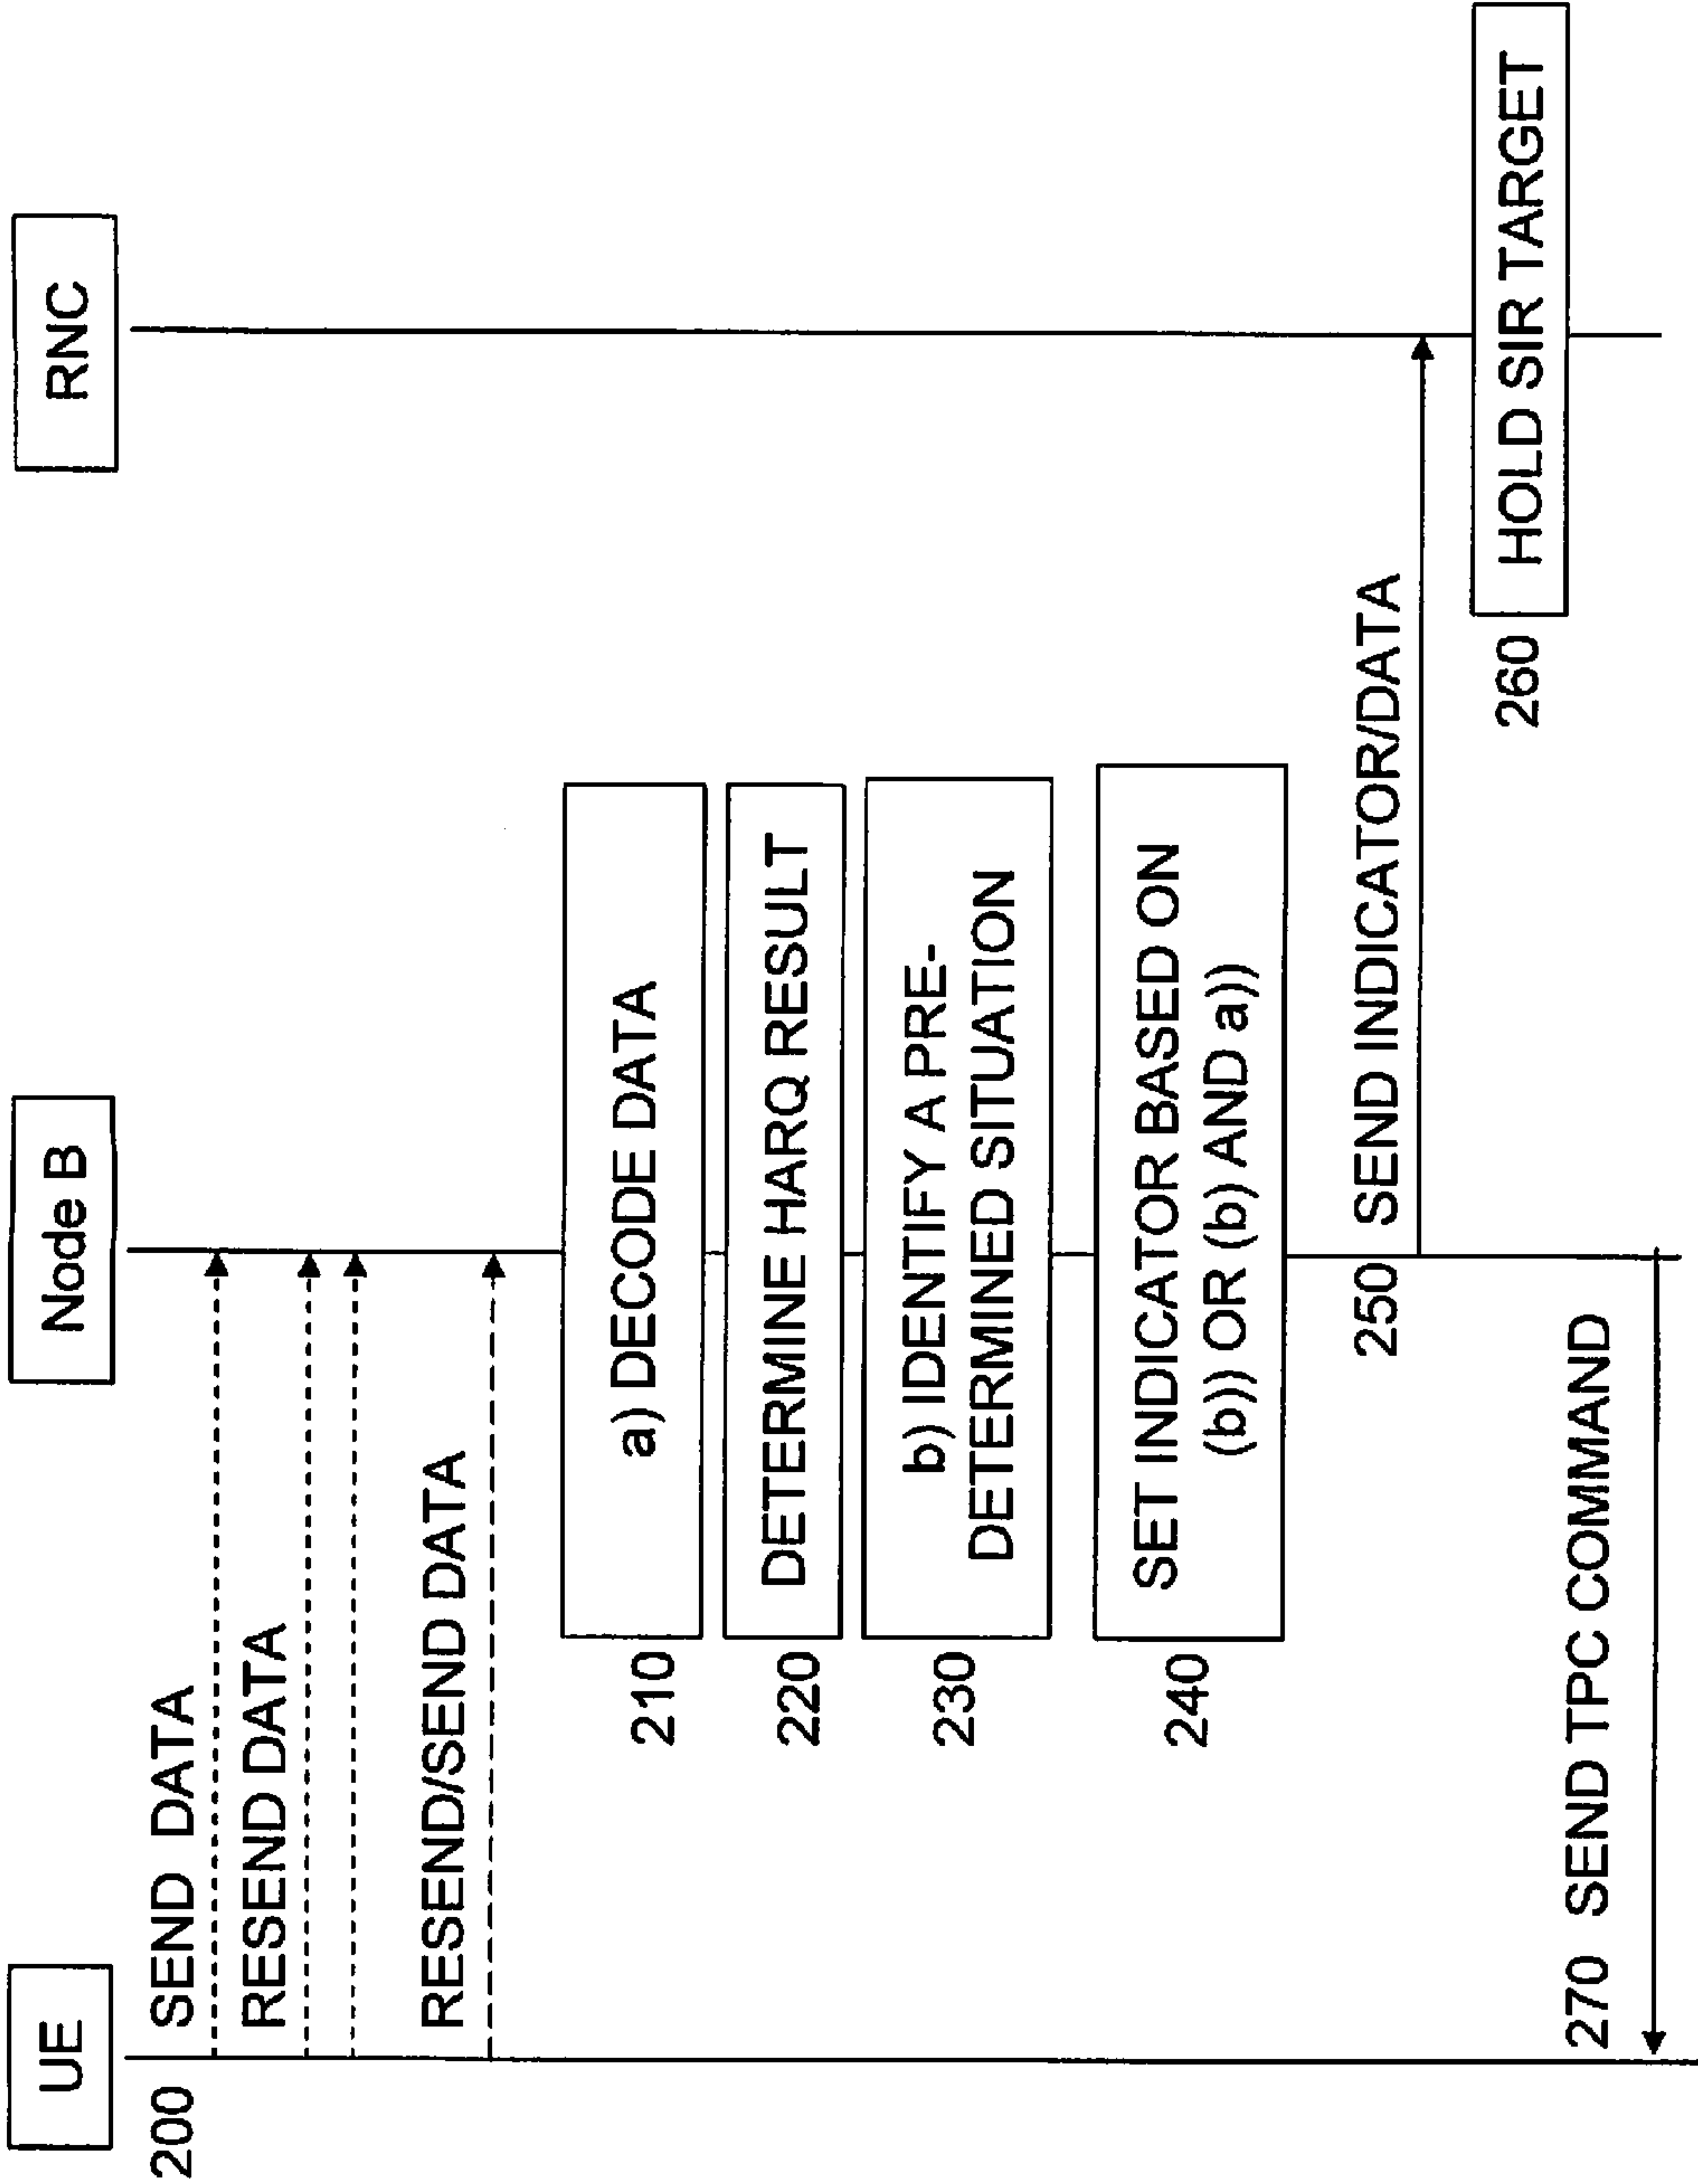 UE
Node B
RNC
200
SEND DATA
RESEND DATA
RESEND/SEND DATA
210
a) DECODE DATA
220
DETERMINE HARQ RESULT
230
b) IDENTIFY A PRE-
DETERMINED SITUATION
240
SET INDICATOR BASED ON
(b)) OR (b) AND a))
250 SEND INDICATOR/DATA
260
HOLD SIR TARGET
270 SEND TPC COMMAND